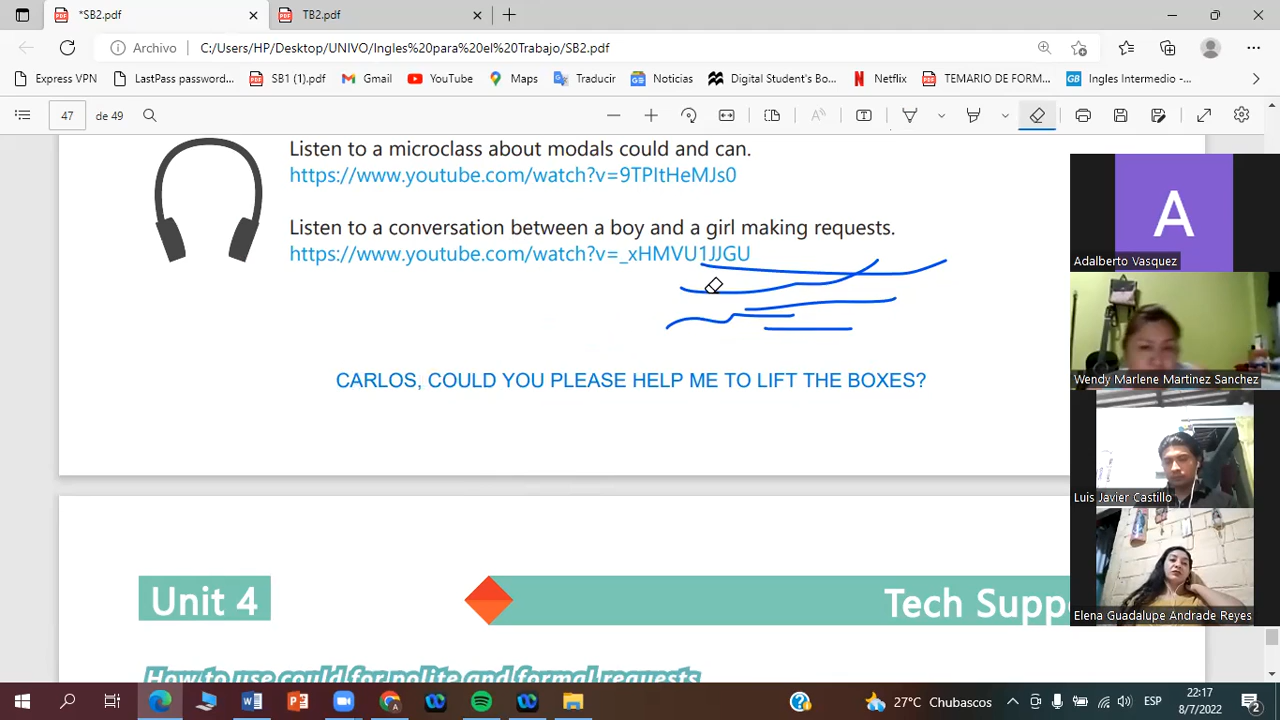 *SB2.pdf
TB2.pdf
Archivo
C:/Users/HP/Desktop/UNIVO/Ingles%20para%20el%20Trabajo/SB2.pdf
Express VPN
LastPass password...
SB1 (1).pdf
Gmail
YouTube
Maps
Traducir
Noticias
Digital Student's Bo...
Netflix
TEMARIO DE FORM...
GB
Ingles Intermedio -...
47
de 49
Listen to a microclass about modals could and can.
https://www.youtube.com/watch?v=9TPItHeMJs0
Listen to a conversation between a boy and a girl making requests.
https://www.youtube.com/watch?v=_xHMVU1JJGU
CARLOS, COULD YOU PLEASE HELP ME TO LIFT THE BOXES?
Unit 4
Tech Supp
How to use could for polite and formal requests
A
Adalberto Vasquez
Wendy Marlene Martinez Sanchez
Luis Javier Castillo
Elena Guadalupe Andrade Reyes
27°C Chubascos
ESP
22:17
8/7/2022
2